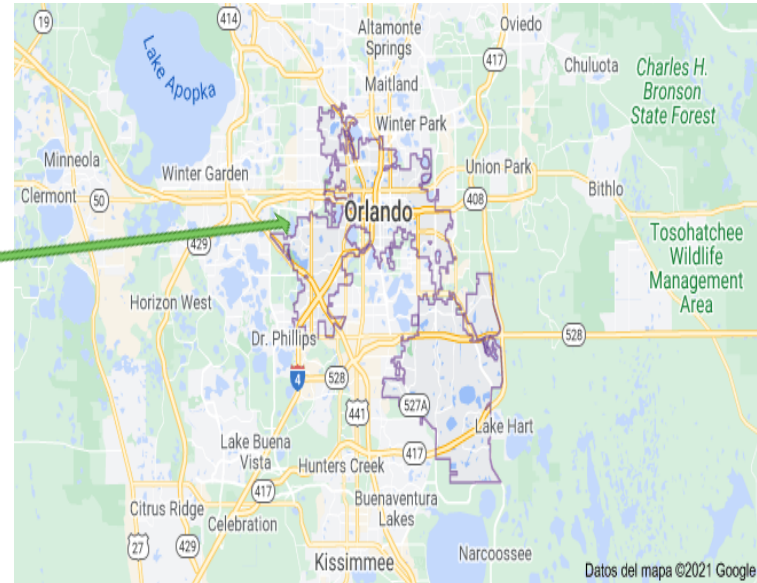 19
414
Altamonte
Springs
Oviedo
417
Chuluota
Lake Apopka
Maitland
Charles H.
Bronson
State Forest
Winter Park
Minneola
Winter Garden
Union Park
Clermont
50
408
Bithlo
Orlando
429
Tosohatchee
Wildlife
Management
Area
Horizon West
Dr. Phillips
528
4
528
441
527A
Lake Hart
Lake Buena
Vista
Hunters Creek
417
417
Buenaventura
Lakes
Citrus Ridge
Celebration
27
429
Kissimmee
Narcoossee
Datos del mapa ©2021 Google